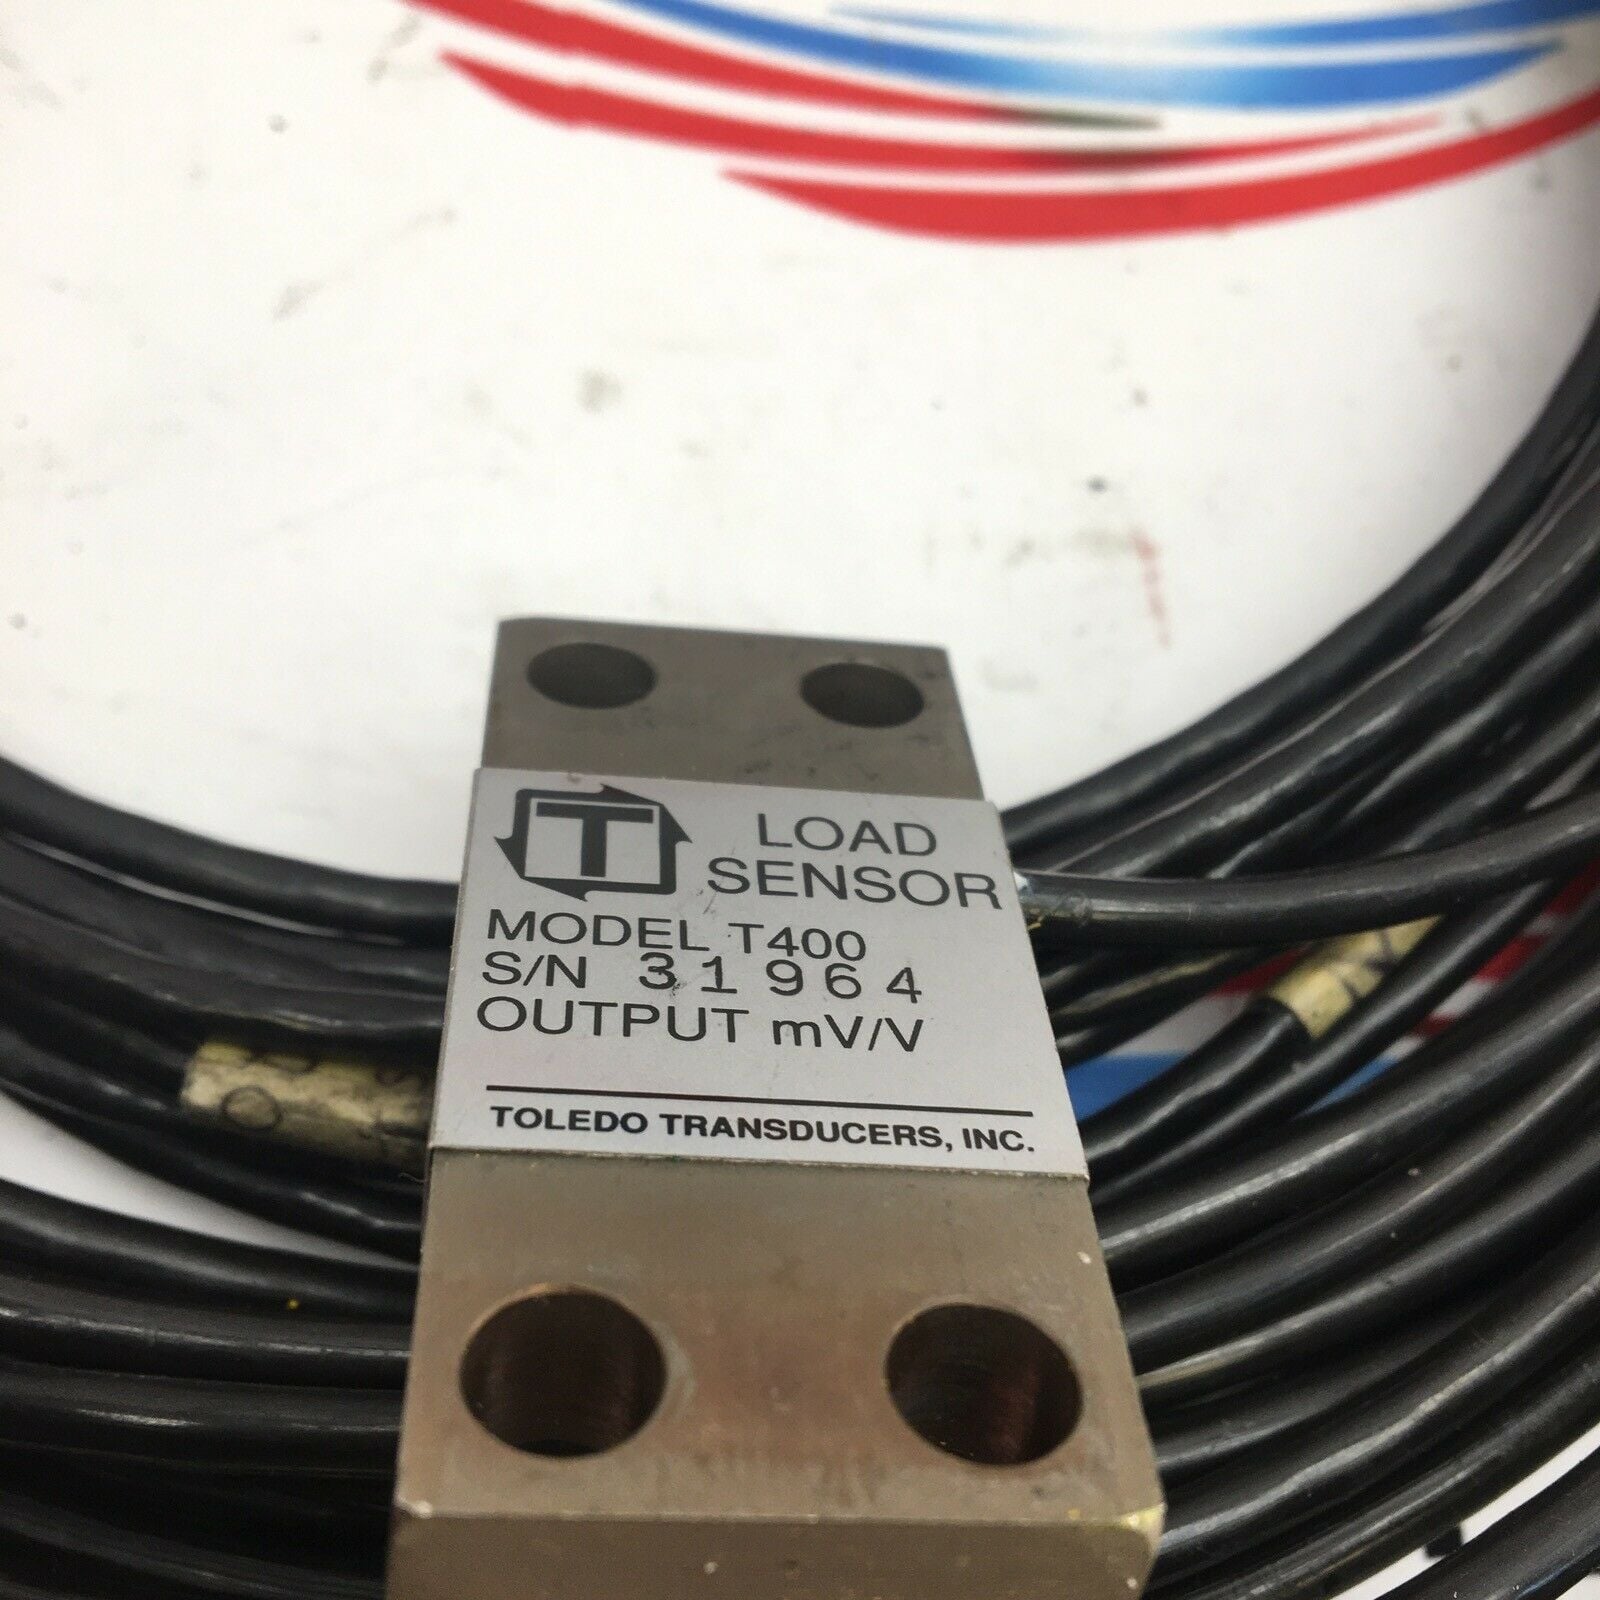 T LOAD
SENSOR
MODEL T400
S/N 31964
OUTPUT mV/V
TOLEDO TRANSDUCERS, INC.